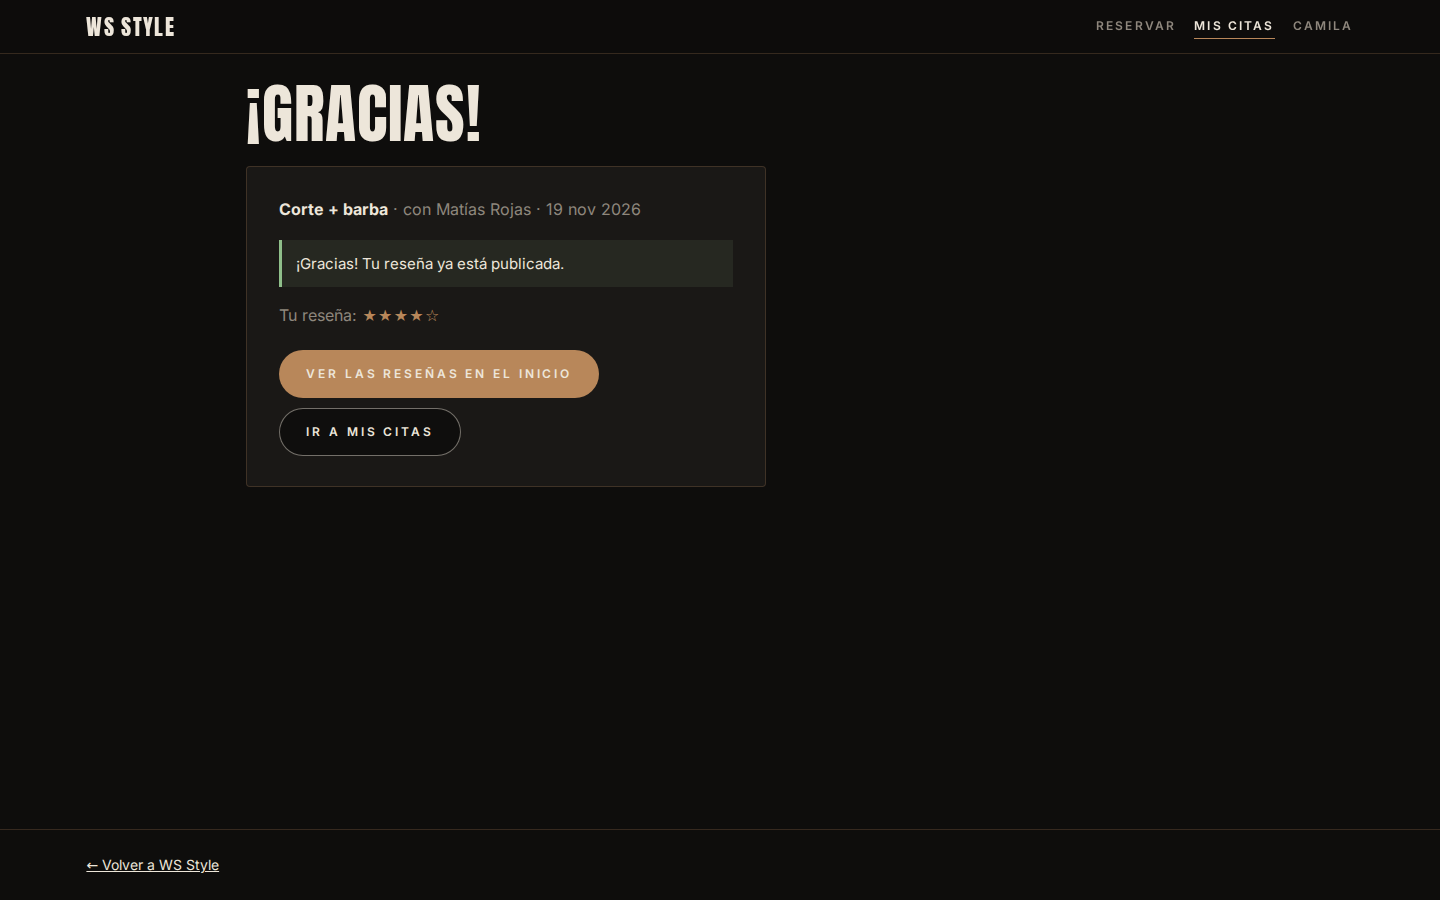 WS STYLE
RESERVAR MIS CITAS CAMILA
¡GRACIAS!
Corte + barba · con Matías Rojas · 19 nov 2026
¡Gracias! Tu reseña ya está publicada.
Tu reseña: ★★★★☆
VER LAS RESEÑAS EN EL INICIO
IR A MIS CITAS
← Volver a WS Style